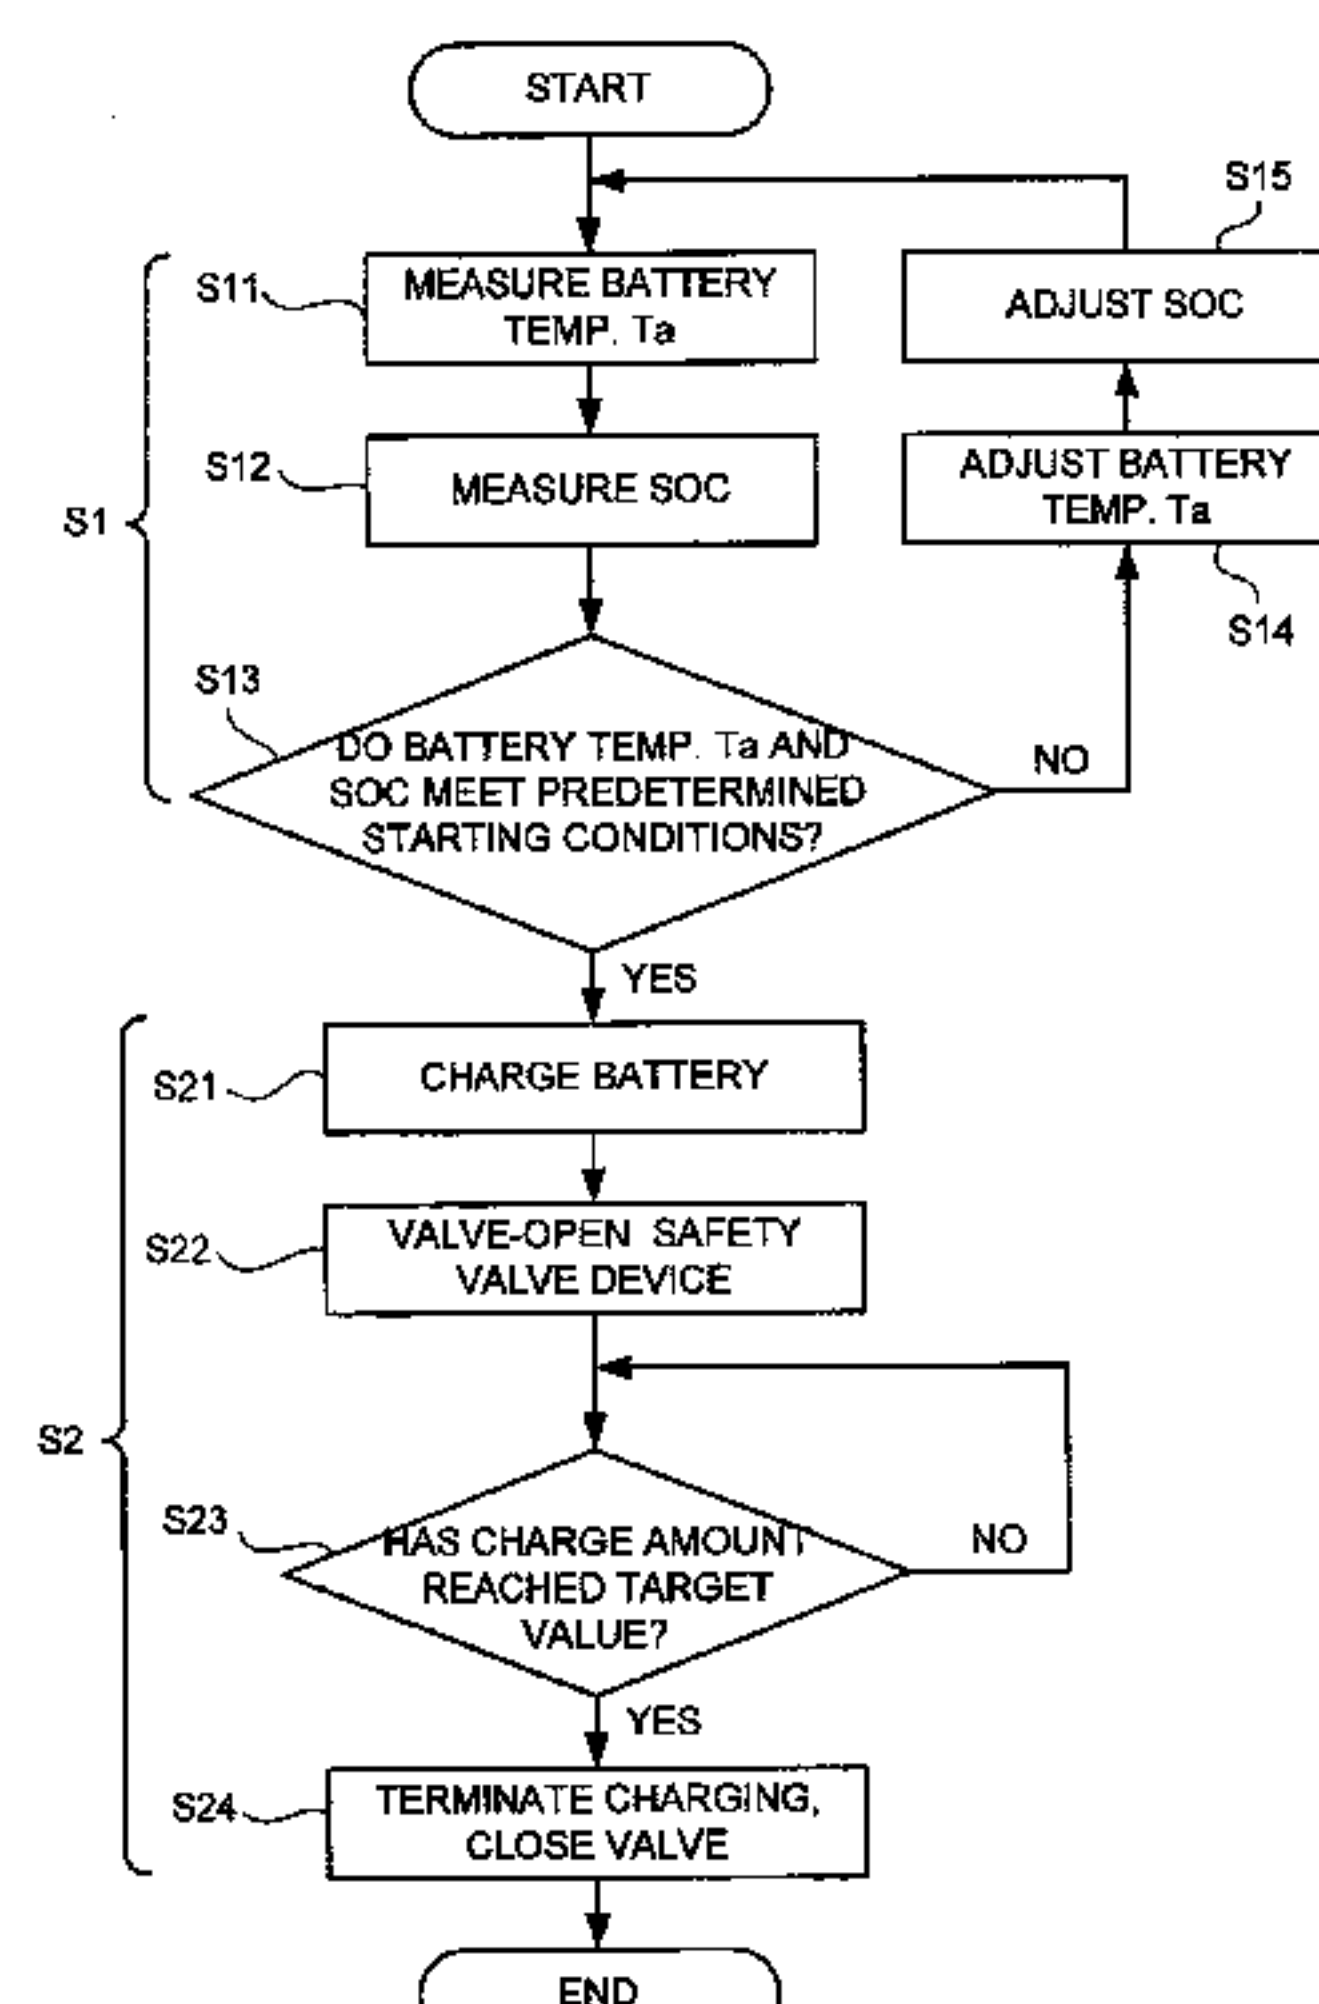 START
S15
S11
MEASURE BATTERY
TEMP. Ta
ADJUST SOC
S12
MEASURE SOC
ADJUST BATTERY
TEMP. Ta
S1
S14
S13
DO BATTERY TEMP. Ta AND
SOC MEET PREDETERMINED
STARTING CONDITIONS?
NO
YES
S21
CHARGE BATTERY
S22
VALVE-OPEN SAFETY
VALVE DEVICE
S2
S23
HAS CHARGE AMOUNT
REACHED TARGET
VALUE?
NO
YES
S24
TERMINATE CHARGING,
CLOSE VALVE
END